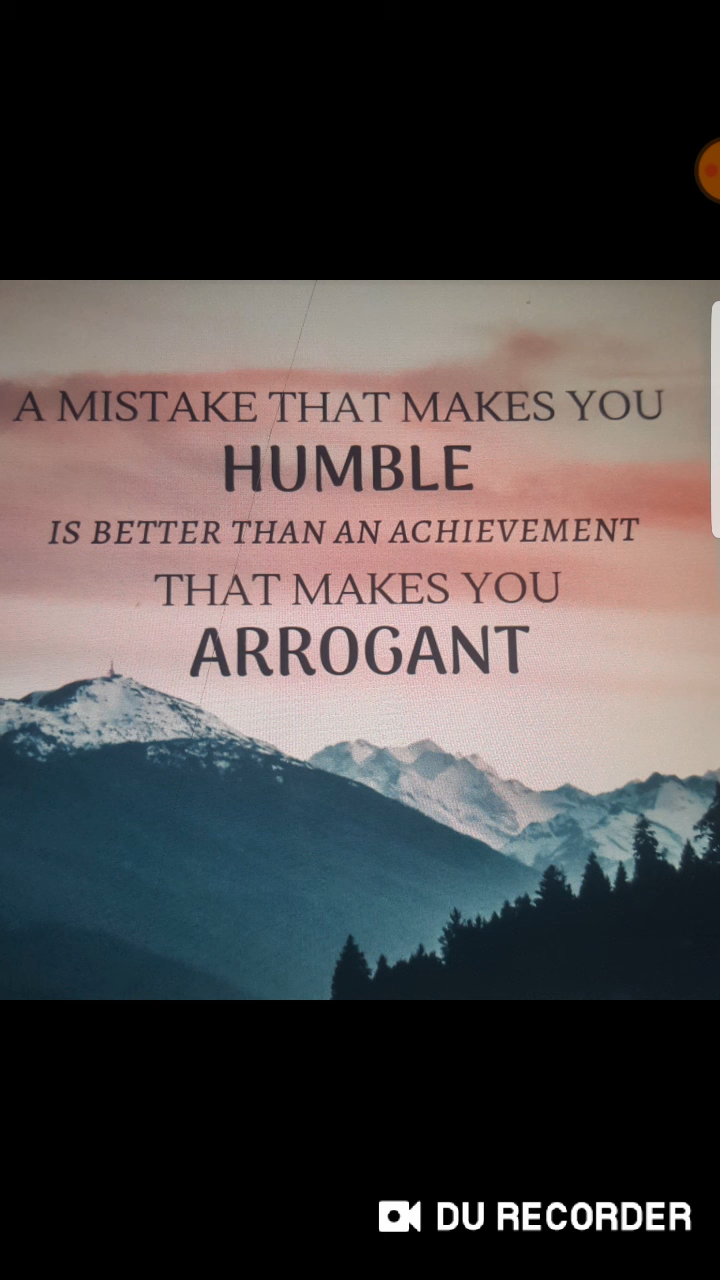 A MISTAKE THAT MAKES YOU
HUMBLE
IS BETTER THAN AN ACHIEVEMENT
THAT MAKES YOU
ARROGANT
DU RECORDER